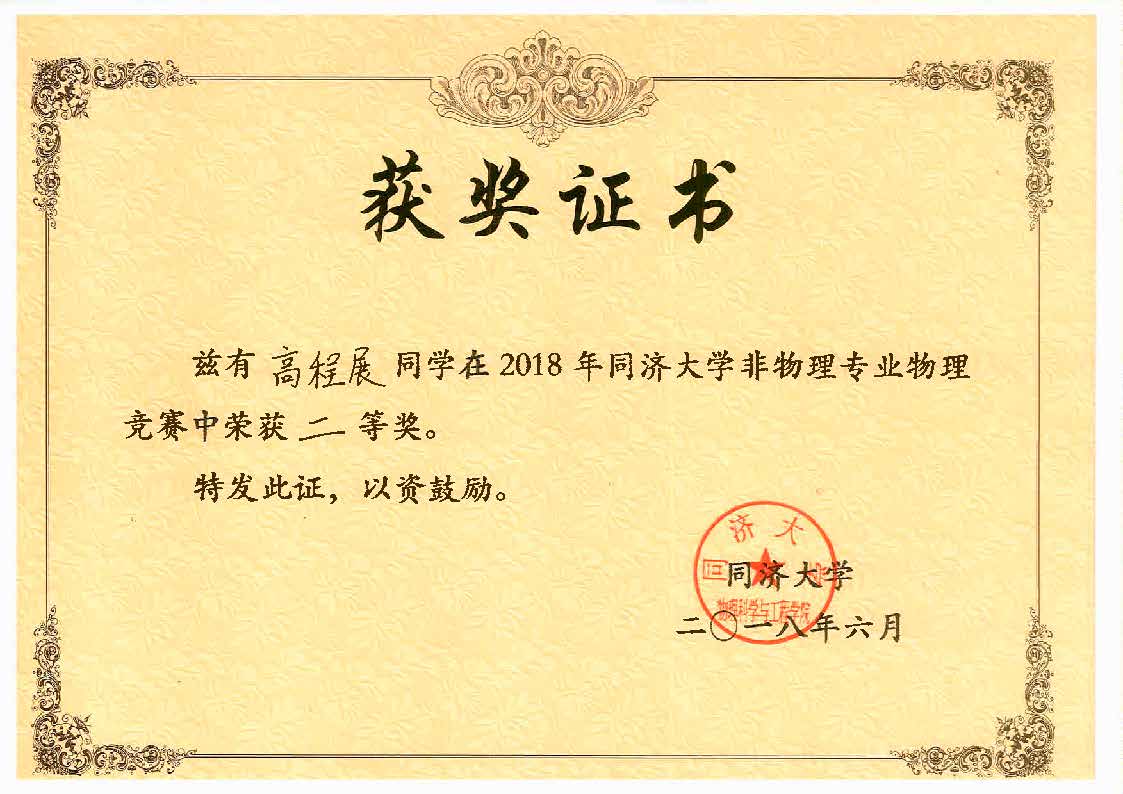 获奖证书
兹有 高程展 同学在 2018 年同济大学非物理专业物理
竞赛中荣获 二 等奖。
特发此证，以资鼓励。
同济大学
同济大学
物理科学与工程学院
二〇一八年六月